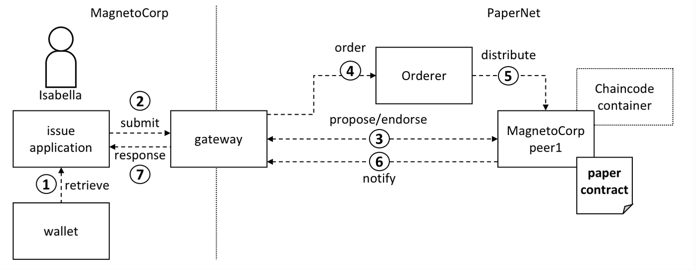 MagnetoCorp
PaperNet
Isabella
issue
application
2
submit
response
7
1
retrieve
wallet
gateway
order
4
Orderer
distribute
5
propose/endorse
3
6
notify
MagnetoCorp
peer1
Chaincode
container
paper
contract